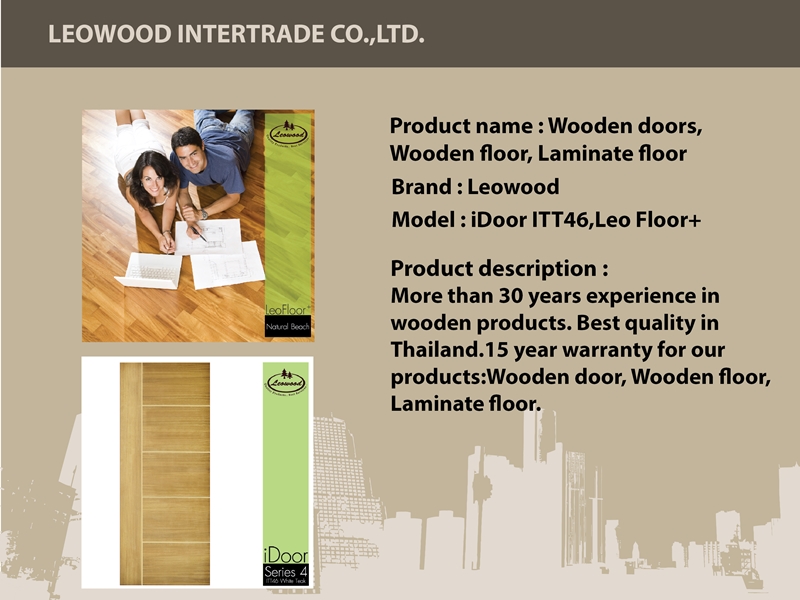 LEOWOOD INTERTRADE CO.,LTD.
Leowood
LeoFloor+
Natural Beach
Leowood
iDoor
Series 4
ITT46 White Teak
Product name : Wooden doors,
Wooden floor, Laminate floor
Brand : Leowood
Model : iDoor ITT46,Leo Floor+
Product description :
More than 30 years experience in
wooden products. Best quality in
Thailand.15 year warranty for our
products:Wooden door, Wooden floor,
Laminate floor.